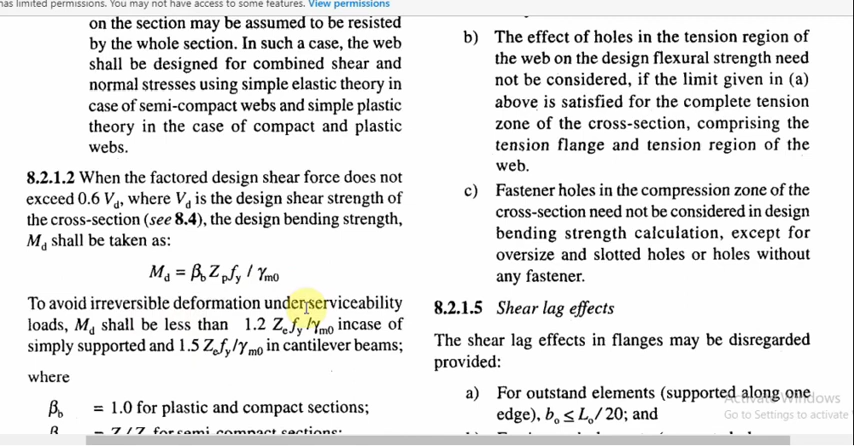 has limited permissions. You may not have access to some features. View permissions
on the section may be assumed to be resisted
by the whole section. In such a case, the web
shall be designed for combined shear and
normal stresses using simple elastic theory in
case of semi-compact webs and simple plastic
theory in the case of compact and plastic
webs.
8.2.1.2 When the factored design shear force does not
exceed 0.6 Vd, where Vd is the design shear strength of
the cross-section (see 8.4), the design bending strength,
Md shall be taken as:
Md = βb Zp fy / γm0
To avoid irreversible deformation under serviceability
loads, Md shall be less than 1.2 Ze fy /γm0 incase of
simply supported and 1.5 Ze fy /γm0 in cantilever beams;
where
βb = 1.0 for plastic and compact sections;
b) The effect of holes in the tension region of
the web on the design flexural strength need
not be considered, if the limit given in (a)
above is satisfied for the complete tension
zone of the cross-section, comprising the
tension flange and tension region of the
web.
c) Fastener holes in the compression zone of the
cross-section need not be considered in design
bending strength calculation, except for
oversize and slotted holes or holes without
any fastener.
8.2.1.5 Shear lag effects
The shear lag effects in flanges may be disregarded
provided:
a) For outstand elements (supported along one
edge), bo ≤ Lo / 20; and
Activate Windows
Go to Settings to activate